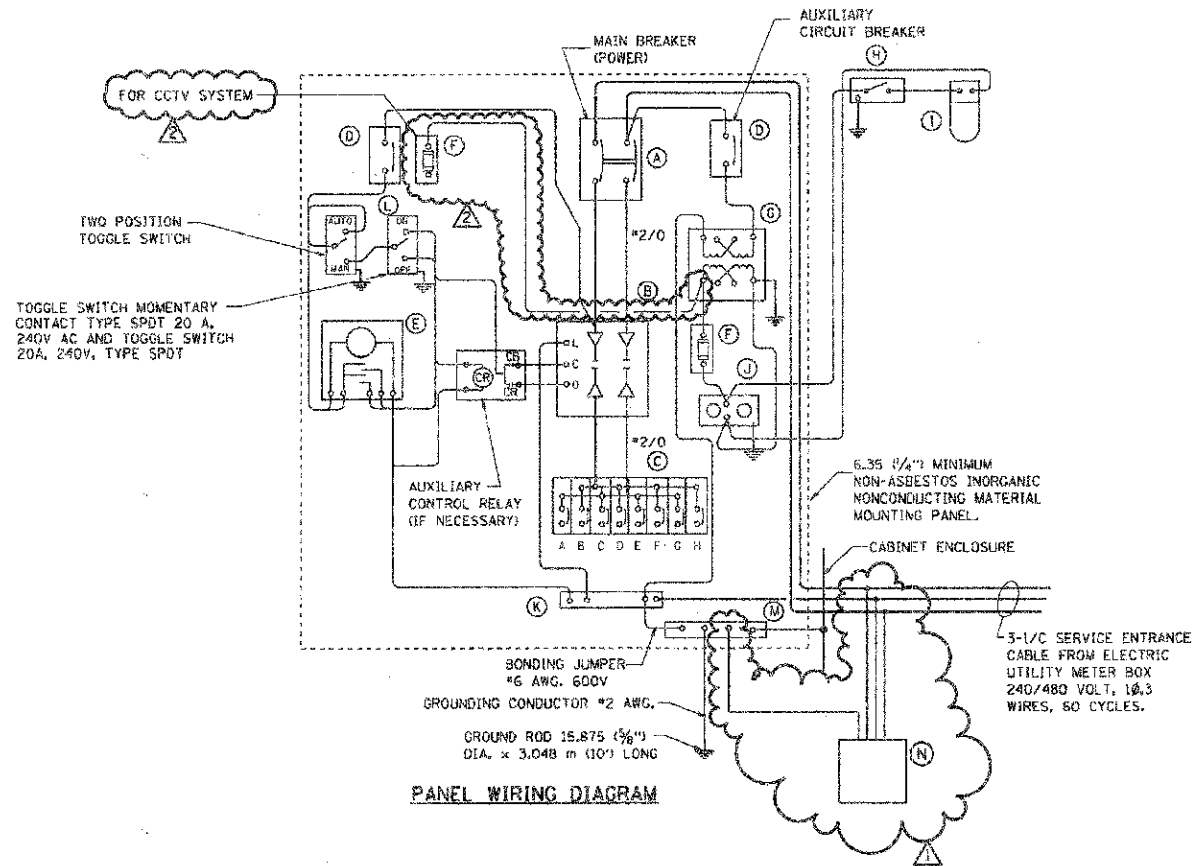 AUXILIARY
CIRCUIT BREAKER
MAIN BREAKER
(POWER)
H
FOR CCTV SYSTEM
2
I
D
F
A
D
L
2
G
TWO POSITION
TOGGLE SWITCH
AUTO
MAN
ON
OFF
#2/0
B
TOGGLE SWITCH MOMENTARY
CONTACT TYPE SPDT 20 A,
240V AC AND TOGGLE SWITCH
20A, 240V, TYPE SPDT
E
L
C
O
F
J
CR
CR
CR
#2/0
C
AUXILIARY
CONTROL RELAY
(IF NECESSARY)
6.35 (1/4") MINIMUM
NON-ASBESTOS INORGANIC
NONCONDUCTING MATERIAL
MOUNTING PANEL.
A B C D E F G H
CABINET ENCLOSURE
K
M
3-1/C SERVICE ENTRANCE
CABLE FROM ELECTRIC
UTILITY METER BOX
240/480 VOLT, 1Ø,3
WIRES, 60 CYCLES.
BONDING JUMPER
#6 AWG. 600V
GROUNDING CONDUCTOR #2 AWG.
GROUND ROD 15.875 (5/8")
DIA. x 3.048 m (10') LONG
N
PANEL WIRING DIAGRAM
1